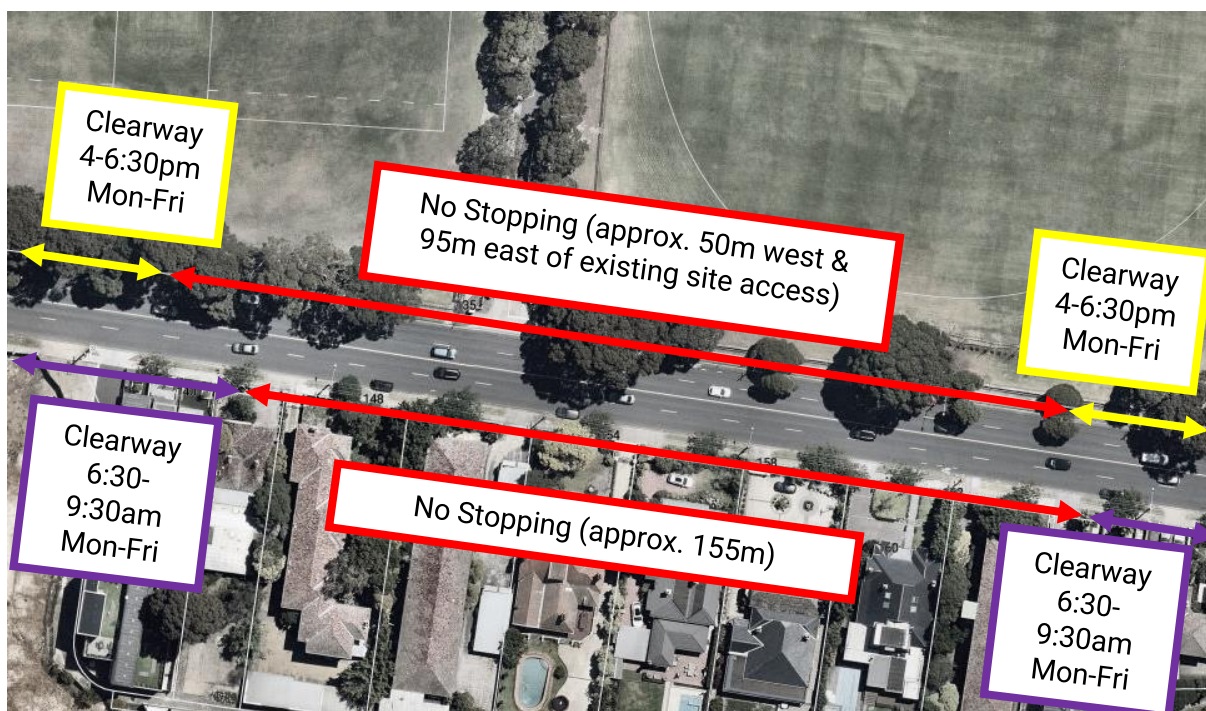 Clearway
4-6:30pm
Mon-Fri
No Stopping (approx. 50m west &
95m east of existing site access)
Clearway
4-6:30pm
Mon-Fri
148
158
Clearway
6:30-
9:30am
Mon-Fri
No Stopping (approx. 155m)
Clearway
6:30-
9:30am
Mon-Fri